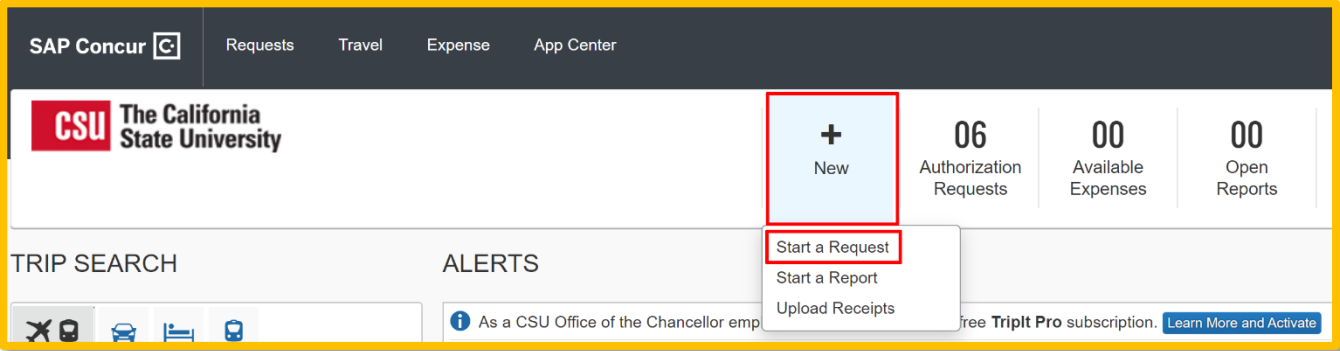 SAP Concur C. Requests Travel Expense App Center
CSU The California
State University
+
New
06
Authorization
Requests
00
Available
Expenses
00
Open
Reports
Start a Request
Start a Report
Upload Receipts
TRIP SEARCH
ALERTS
As a CSU Office of the Chancellor emp
free TripIt Pro subscription. Learn More and Activate